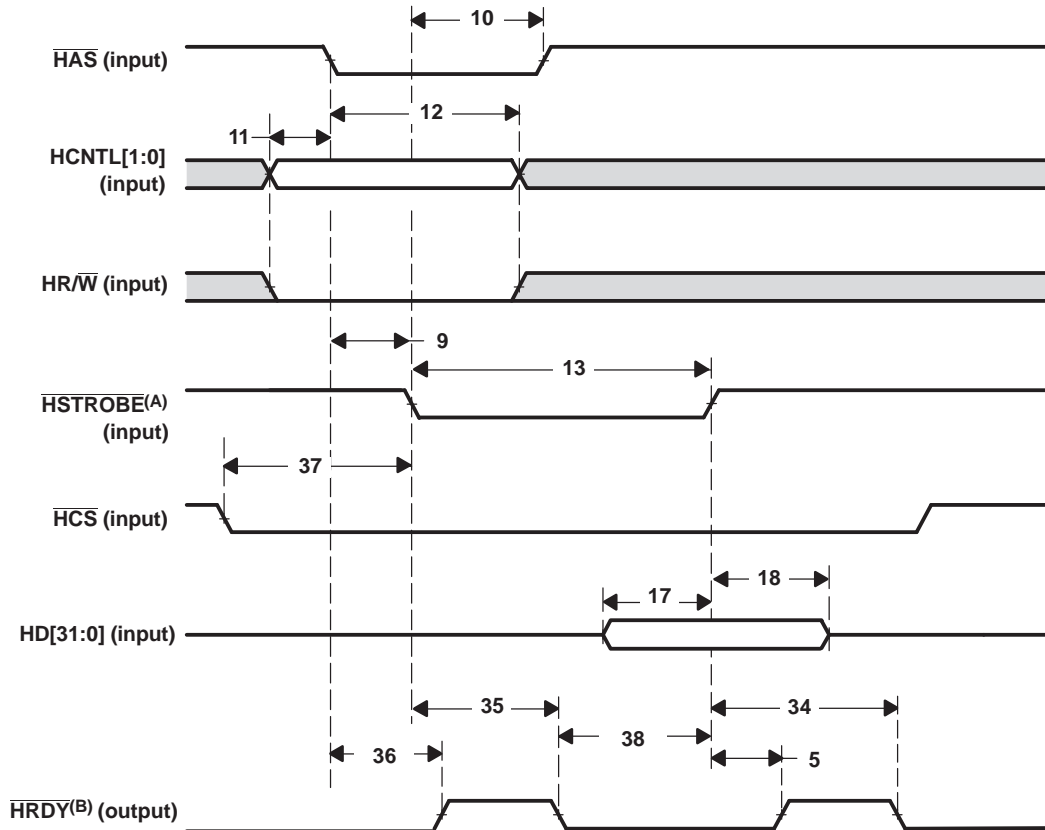 10
HAS (input)
12
11
HCNTL[1:0]
(input)
HR/W (input)
9
13
HSTROBE(A)
(input)
37
HCS (input)
18
17
HD[31:0] (input)
35
34
38
36
5
HRDY(B) (output)